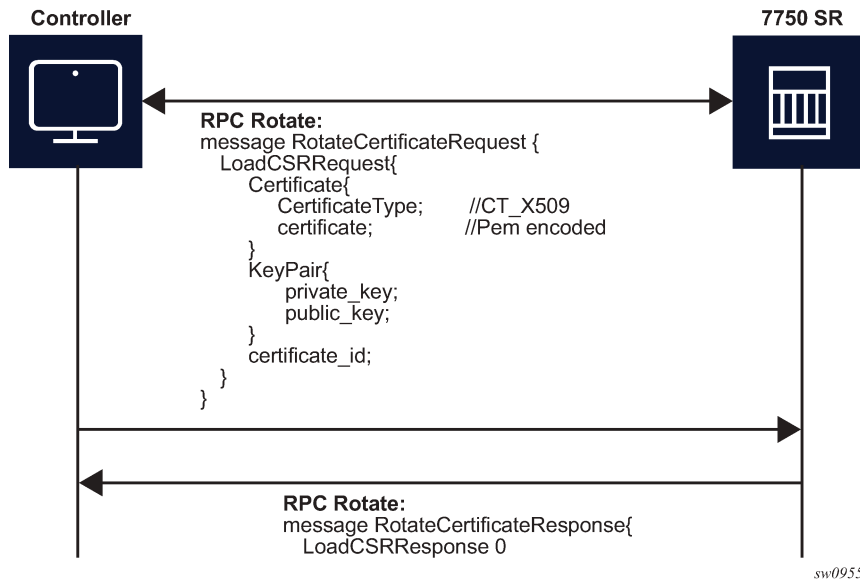 Controller
7750 SR
RPC Rotate:
message RotateCertificateRequest {
LoadCSRRequest{
Certificate{
CertificateType; //CT_X509
certificate; //Pem encoded
}
KeyPair{
private_key;
public_key;
}
certificate_id;
}
}
RPC Rotate:
message RotateCertificateResponse{
LoadCSRResponse 0
sw0955